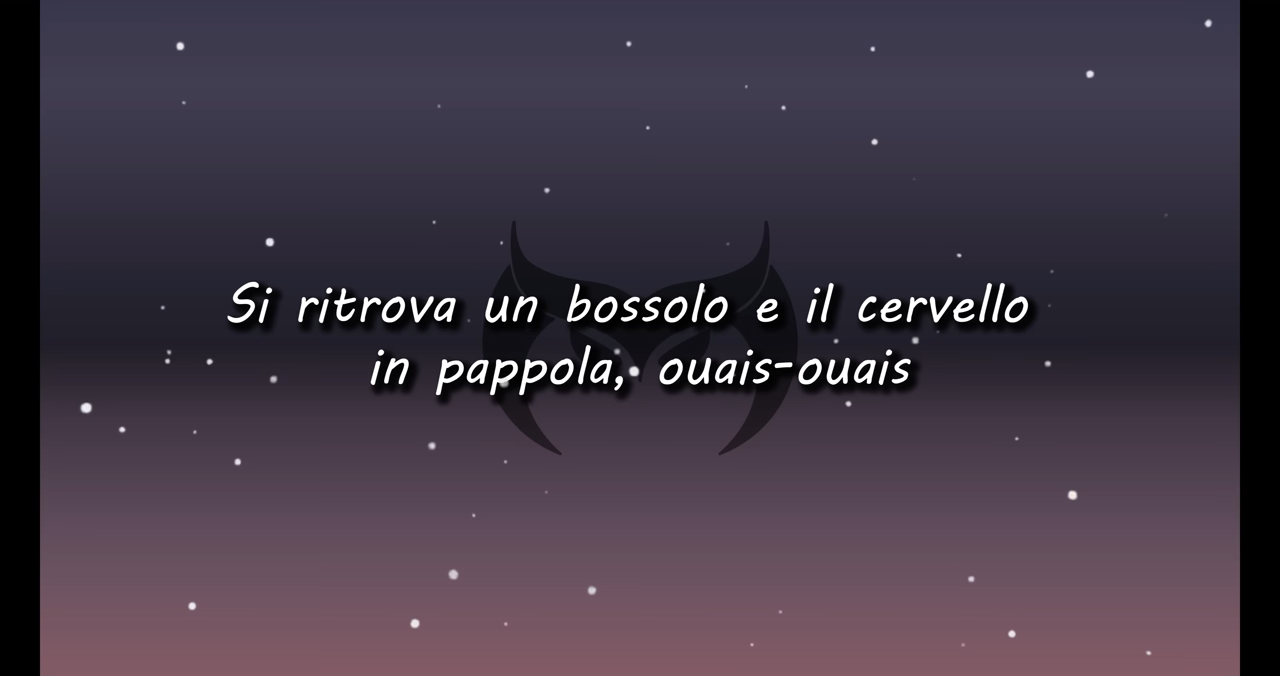 Si ritrova un bossolo e il cervello
in pappola, ouais-ouais